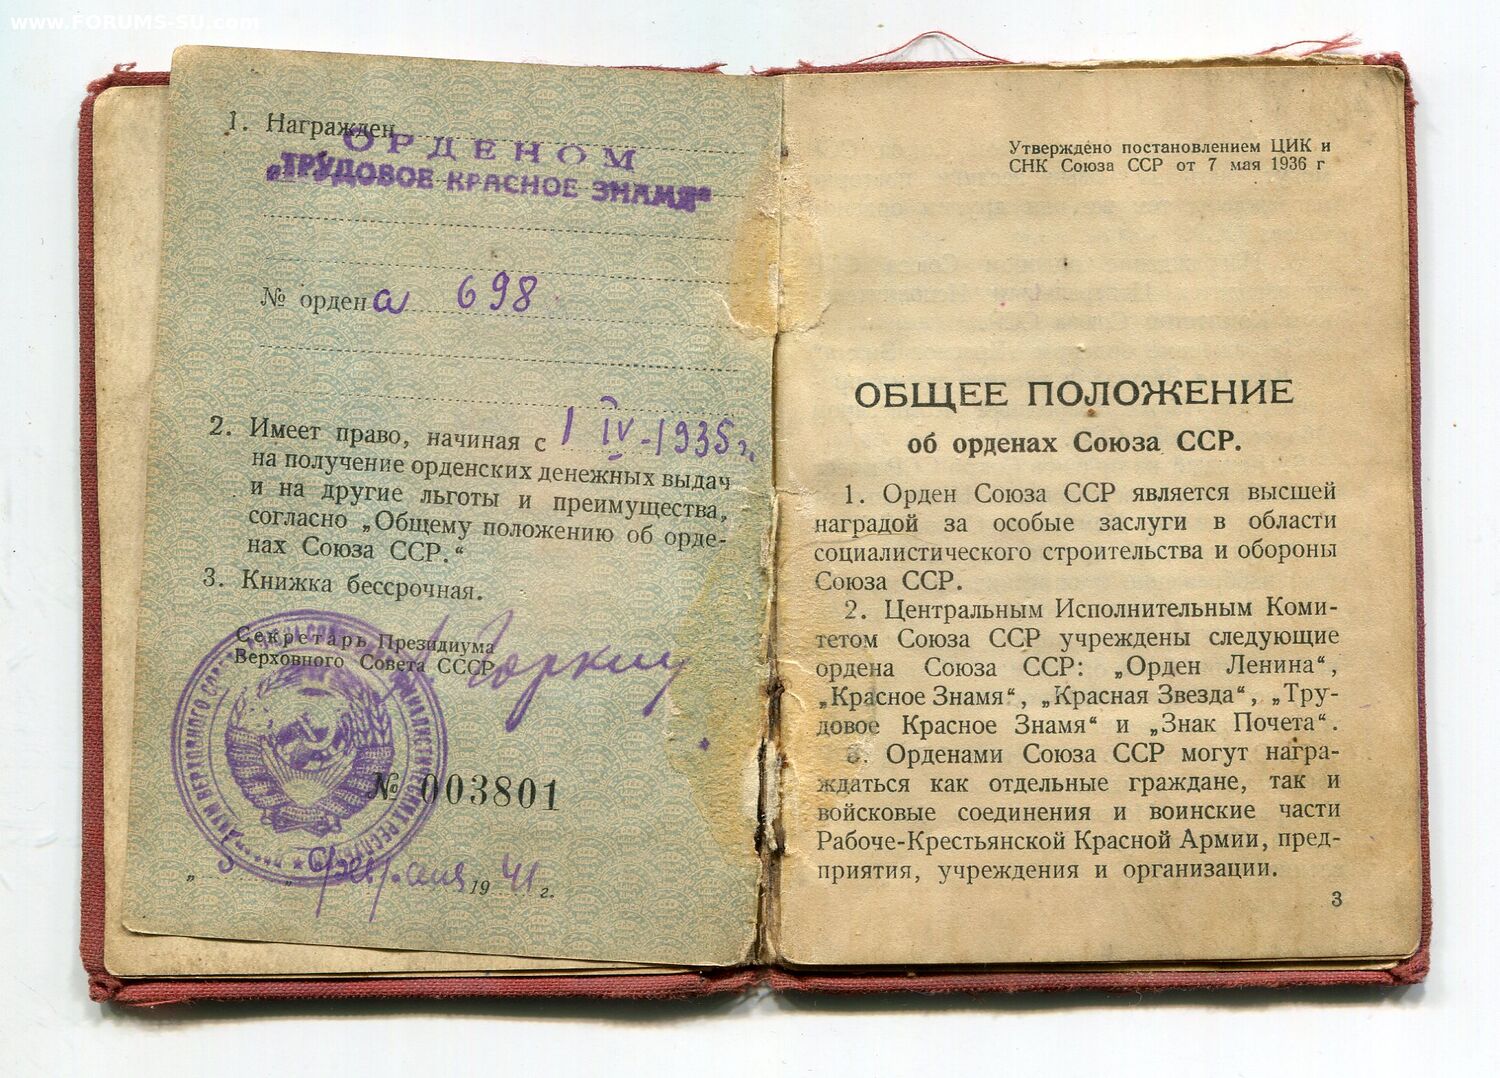 www.FORUMS-SU.com
1. Награжден
ОРДЕНОМ
„ТРУДОВОЕ КРАСНОЕ ЗНАМЯ“
№ ордена 698
2. Имеет право, начиная с 1 IV-1935 г.
на получение орденских денежных выдач
и на другие льготы и преимущества,
согласно „Общему положению об орде-
нах Союза ССР.“
3. Книжка бессрочная.
Секретарь Президиума
Верховного Совета СССР
А Горкин
№ 003801
„ 5 „ февраля 1941 г.
Утверждено постановлением ЦИК и
СНК Союза ССР от 7 мая 1936 г
ОБЩЕЕ ПОЛОЖЕНИЕ
об орденах Союза ССР.
1. Орден Союза ССР является высшей
наградой за особые заслуги в области
социалистического строительства и обороны
Союза ССР.
2. Центральным Исполнительным Коми-
тетом Союза ССР учреждены следующие
ордена Союза ССР: „Орден Ленина“,
„Красное Знамя“, „Красная Звезда“, „Тру-
довое Красное Знамя“ и „Знак Почета“.
3. Орденами Союза ССР могут награ-
ждаться как отдельные граждане, так и
войсковые соединения и воинские части
Рабоче-Крестьянской Красной Армии, пред-
приятия, учреждения и организации.
3